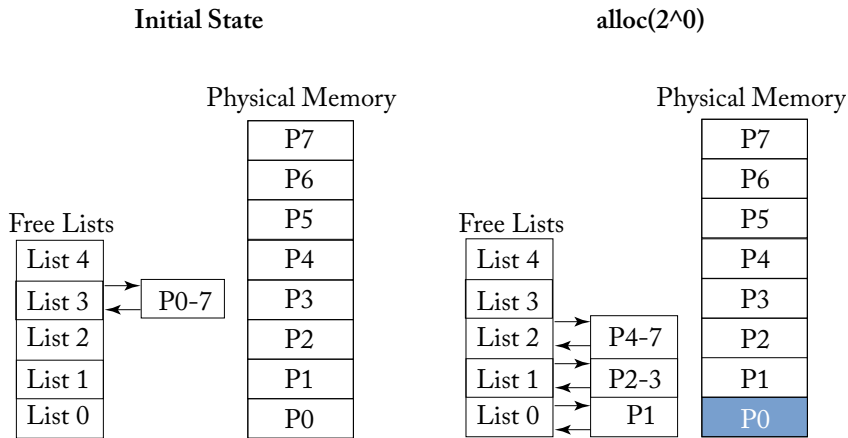 Initial State
Physical Memory
P7
P6
P5
P4
P3
P2
P1
P0
Free Lists
List 4
List 3
List 2
List 1
List 0
P0-7
alloc(2^0)
Physical Memory
P7
P6
P5
P4
P3
P2
P1
P0
Free Lists
List 4
List 3
List 2
List 1
List 0
P4-7
P2-3
P1